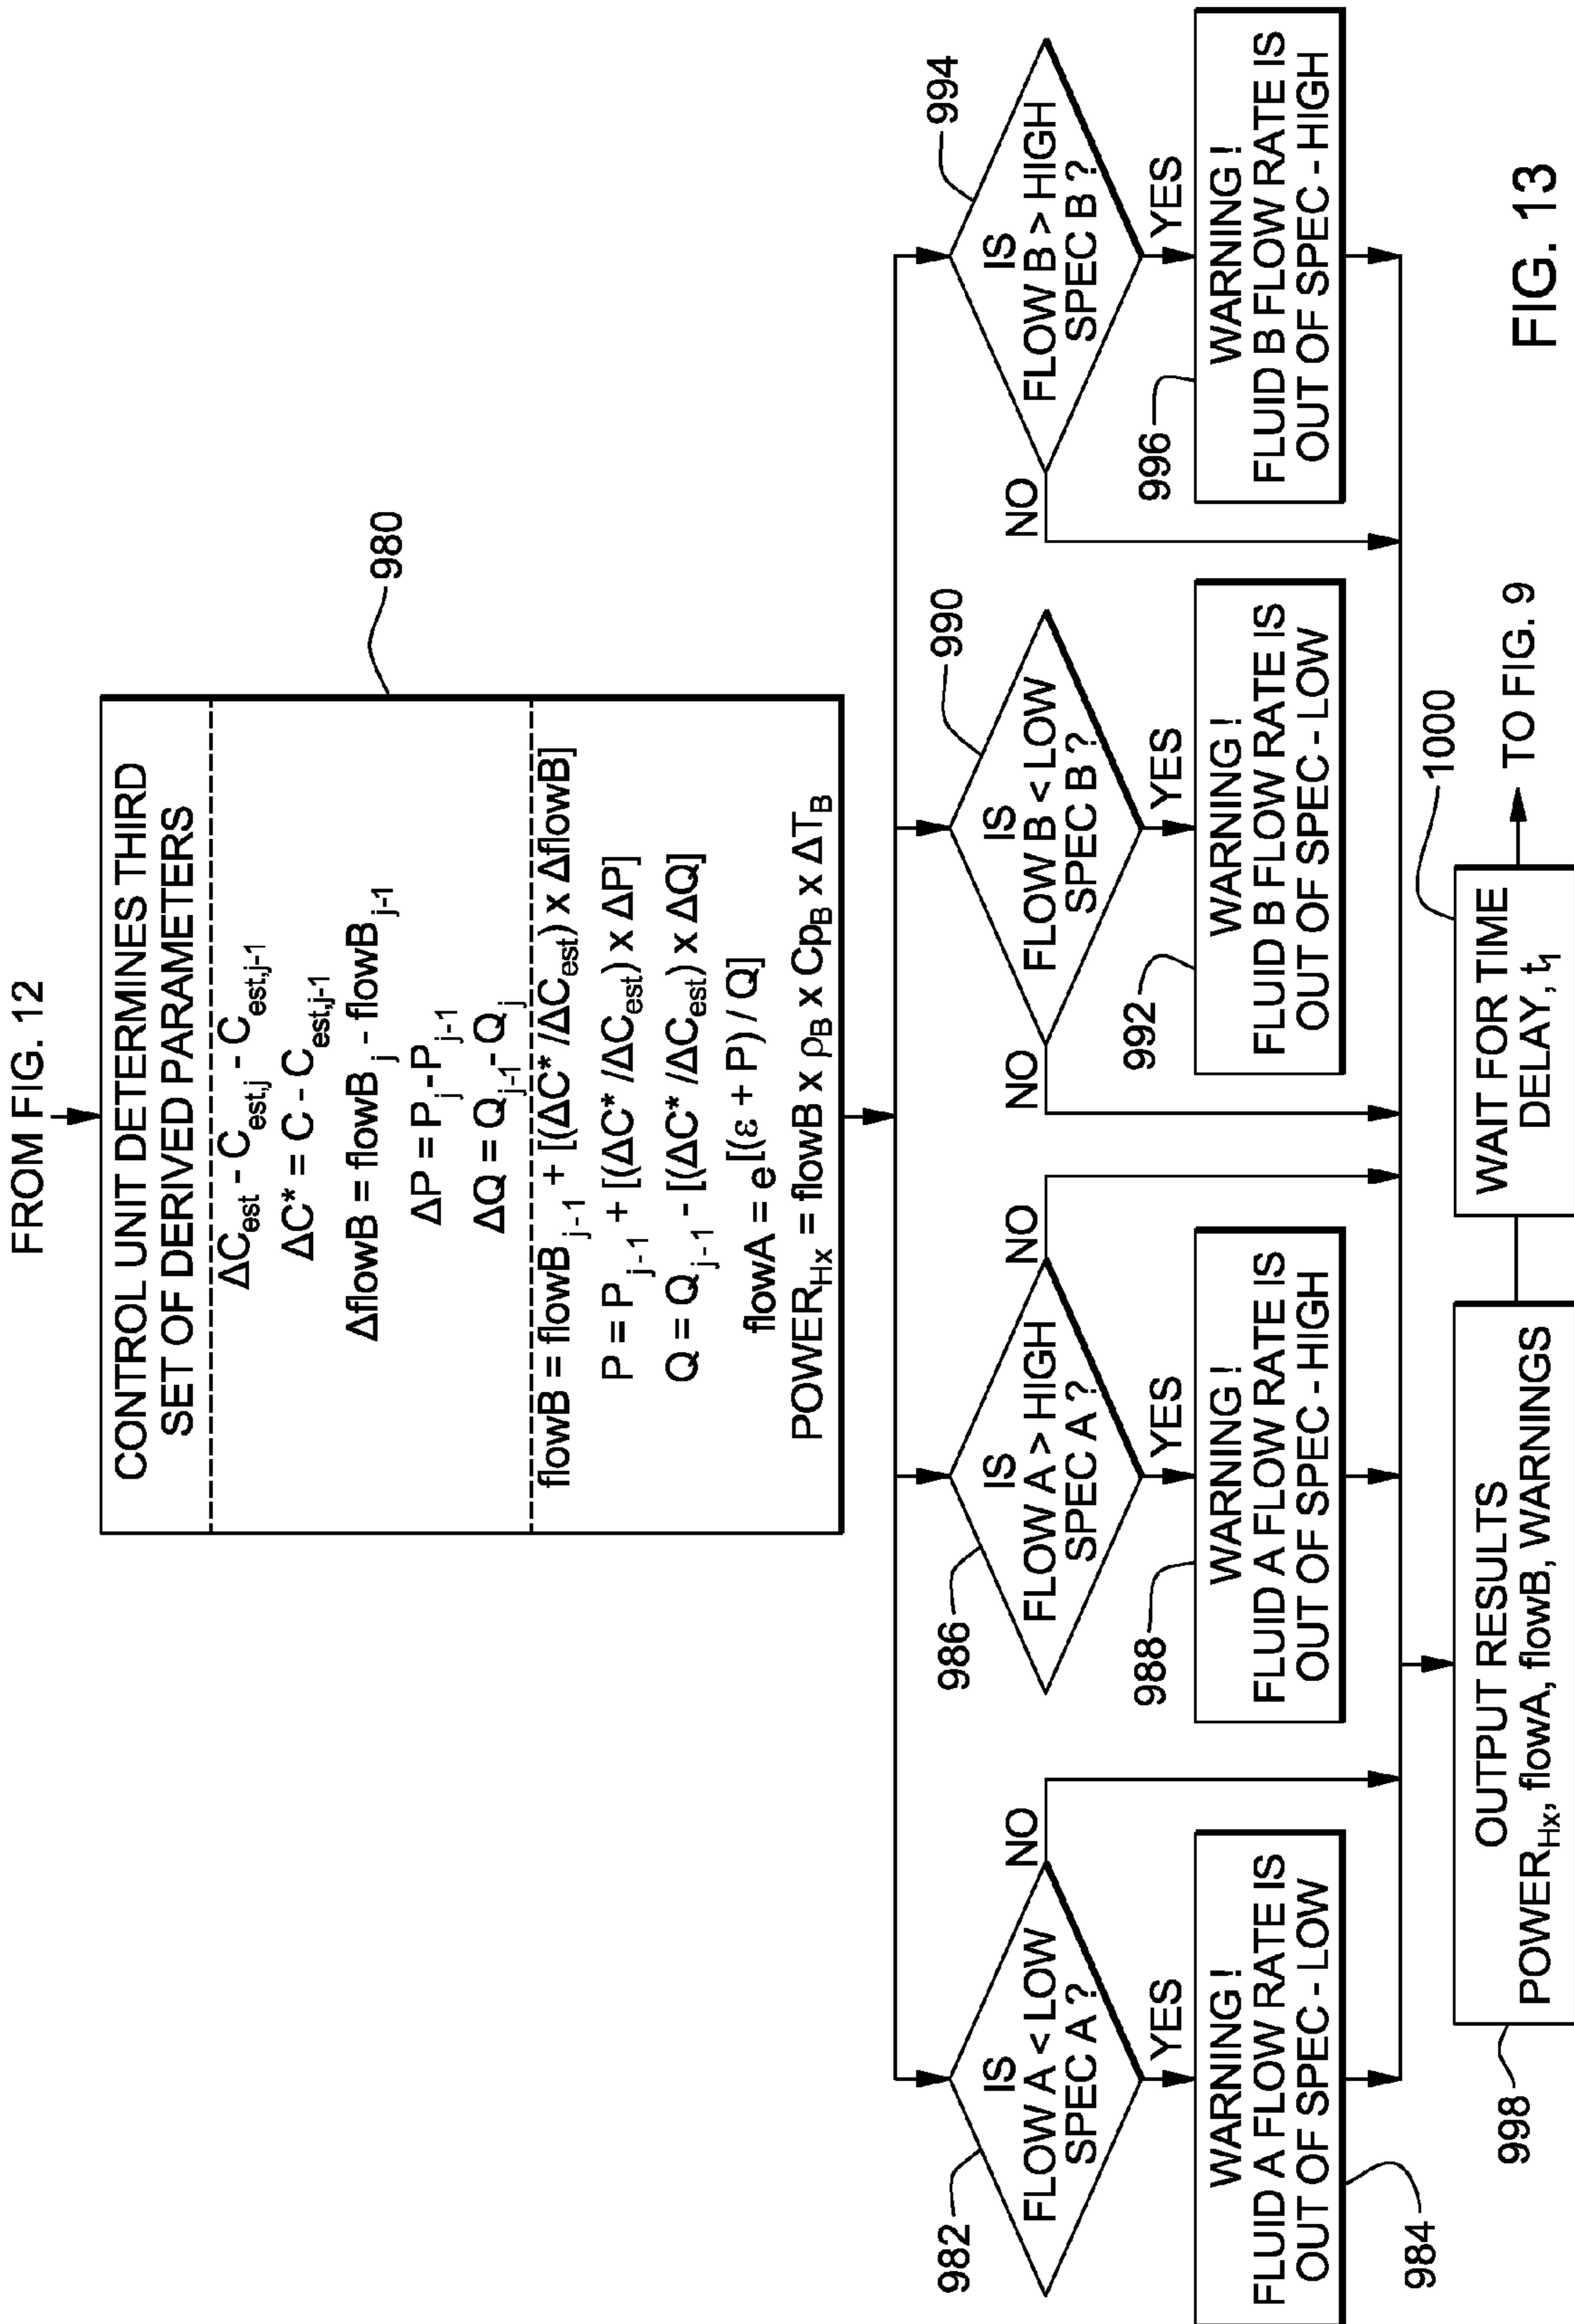 FROM FIG. 12
CONTROL UNIT DETERMINES THIRD
SET OF DERIVED PARAMETERS
980
ΔC_est - C_est,j - C_est,j-1
ΔC* = C - C_est,j-1
ΔflowB = flowB_j - flowB_j-1
ΔP = P_j - P_j-1
ΔQ = Q_j-1 - Q_j
flowB = flowB_j-1 + [(ΔC* /ΔC_est) x ΔflowB]
P = P_j-1 + [(ΔC* /ΔC_est) x ΔP]
Q = Q_j-1 - [(ΔC* /ΔC_est) x ΔQ]
flowA = e^[(ε + P) / Q]
POWER_Hx = flowB x ρ_B x Cp_B x ΔT_B
982
IS
FLOW A < LOW
SPEC A ?
NO
YES
984
WARNING !
FLUID A FLOW RATE IS
OUT OF SPEC - LOW
986
IS
FLOW A > HIGH
SPEC A ?
NO
YES
988
WARNING !
FLUID A FLOW RATE IS
OUT OF SPEC - HIGH
990
IS
FLOW B < LOW
SPEC B ?
NO
YES
992
WARNING !
FLUID B FLOW RATE IS
OUT OF SPEC - LOW
994
IS
FLOW B > HIGH
SPEC B ?
NO
YES
996
WARNING !
FLUID B FLOW RATE IS
OUT OF SPEC - HIGH
998
OUTPUT RESULTS
POWER_Hx, flowA, flowB, WARNINGS
1000
WAIT FOR TIME
DELAY, t_1
TO FIG. 9
FIG. 13